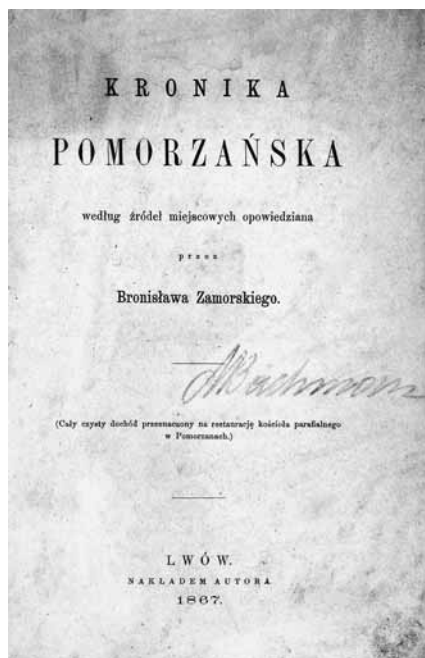 KRONIKA
POMORZAŃSKA
według źródeł miejscowych opowiedziana
przez
Bronisława Zamorskiego.
(Cały czysty dochód przeznaczony na restaurację kościoła parafialnego
w Pomorzanach.)
LWÓW.
NAKŁADEM AUTORA
1867.